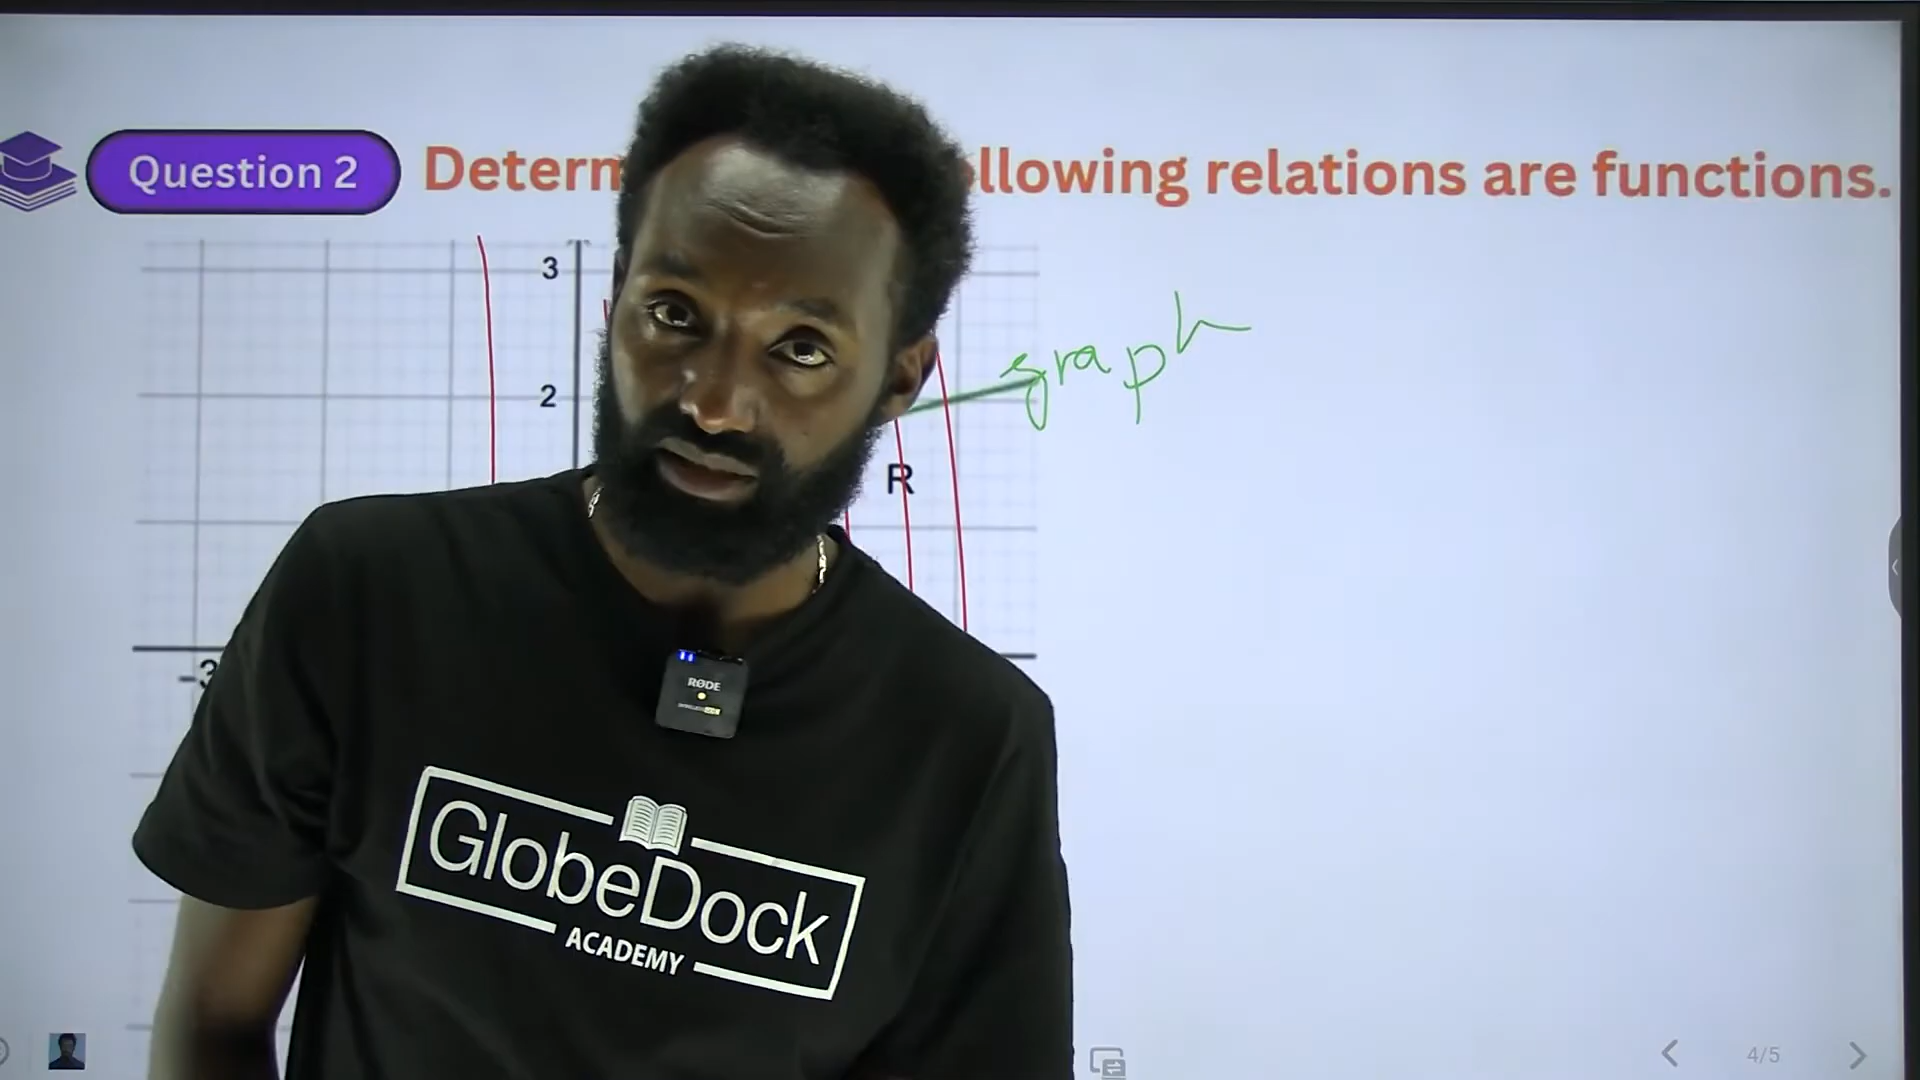 Question 2
Determ llowing relations are functions.
3
graph
2
R
-3
RØDE
GlobeDock
ACADEMY
4/5